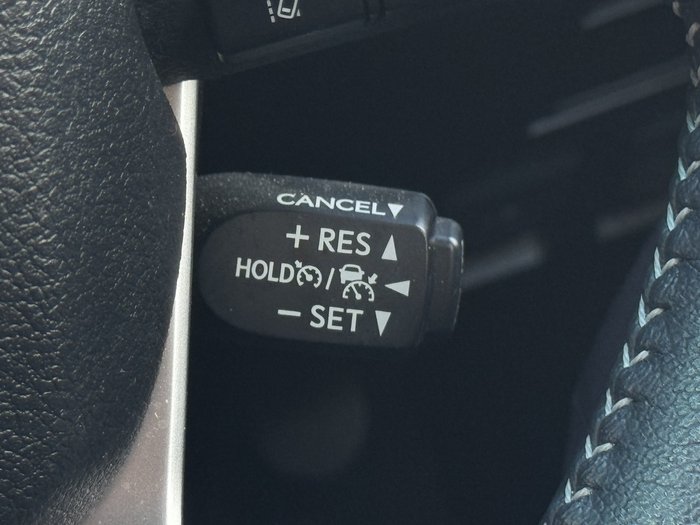 CANCEL▼
+ RES ▲
HOLD / ◀
− SET ▼